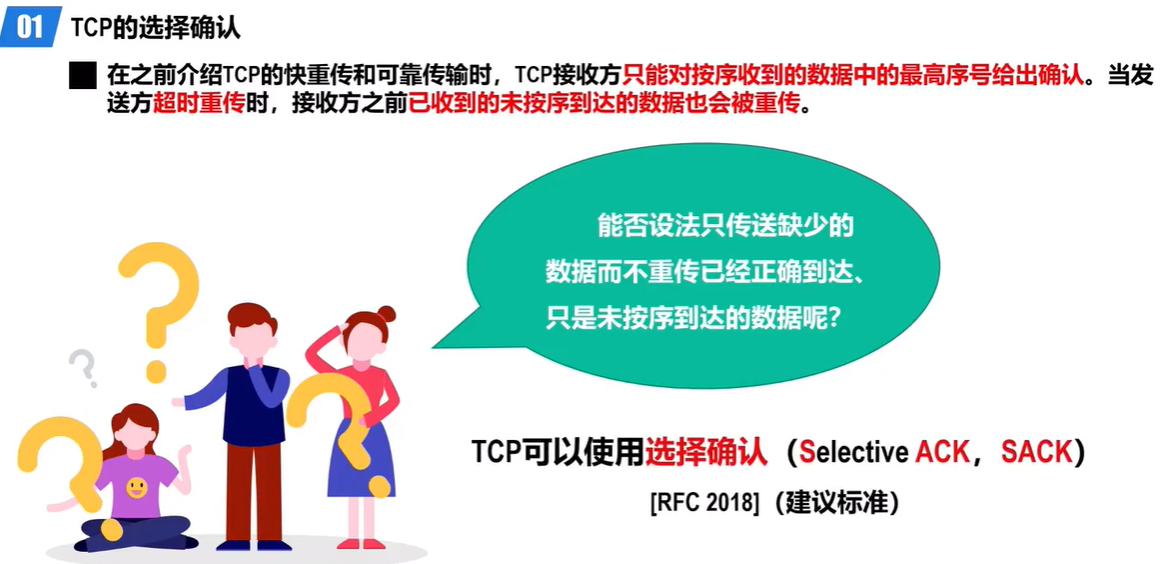 01 TCP的选择确认
在之前介绍TCP的快重传和可靠传输时，TCP接收方只能对按序收到的数据中的最高序号给出确认。当发
送方超时重传时，接收方之前已收到的未按序到达的数据也会被重传。
能否设法只传送缺少的
数据而不重传已经正确到达、
只是未按序到达的数据呢？
TCP可以使用选择确认（Selective ACK，SACK）
[RFC 2018]（建议标准）